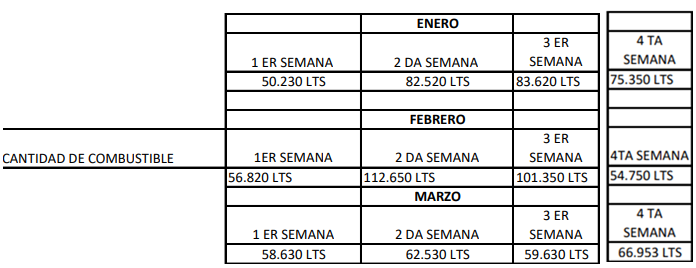 ENERO
1 ER SEMANA 2 DA SEMANA 3 ER SEMANA 4 TA SEMANA
50.230 LTS 82.520 LTS 83.620 LTS 75.350 LTS
FEBRERO
CANTIDAD DE COMBUSTIBLE 1ER SEMANA 2 DA SEMANA 3 ER SEMANA 4TA SEMANA
56.820 LTS 112.650 LTS 101.350 LTS 54.750 LTS
MARZO
1 ER SEMANA 2 DA SEMANA 3 ER SEMANA 4 TA SEMANA
58.630 LTS 62.530 LTS 59.630 LTS 66.953 LTS